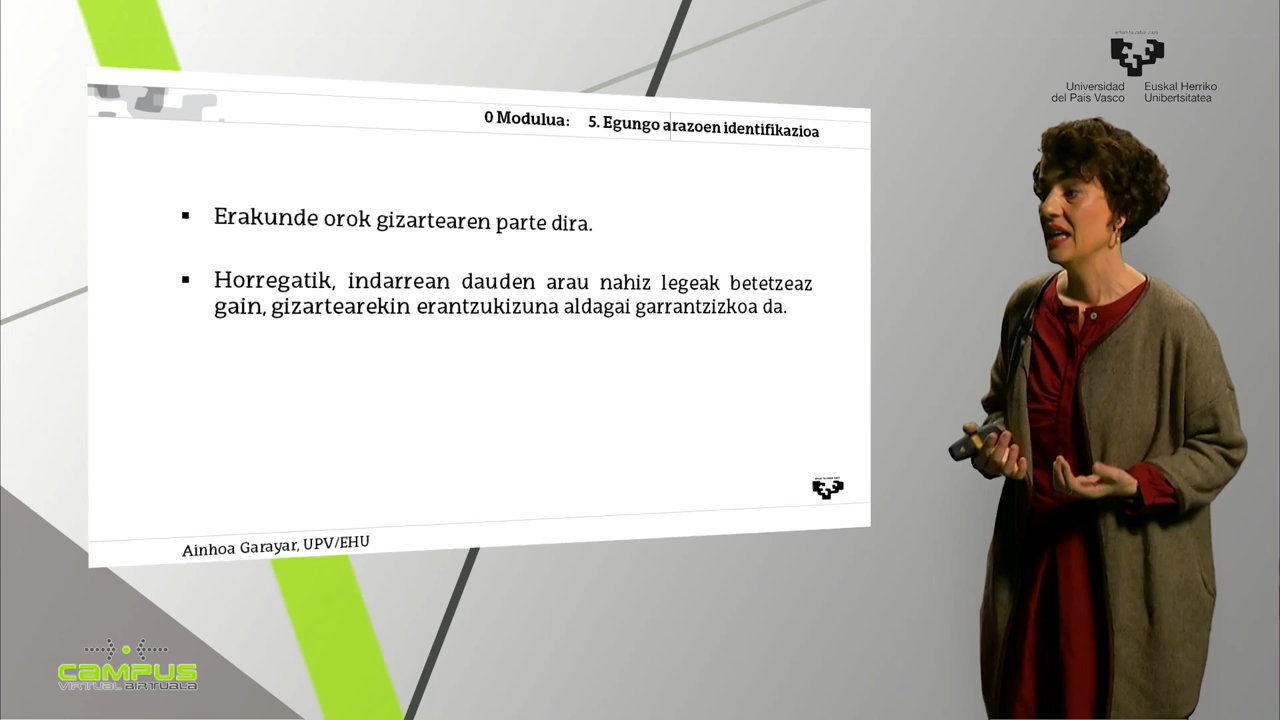 0 Modulua: 5. Egungo arazoen identifikazioa
Universidad del País Vasco
Euskal Herriko Unibertsitatea
▪ Erakunde orok gizartearen parte dira.
▪ Horregatik, indarrean dauden arau nahiz legeak betetzeaz
gain, gizartearekin erantzukizuna aldagai garrantzizkoa da.
Ainhoa Garayar, UPV/EHU
CAMPUS
VIRTUAL BIRTUALA